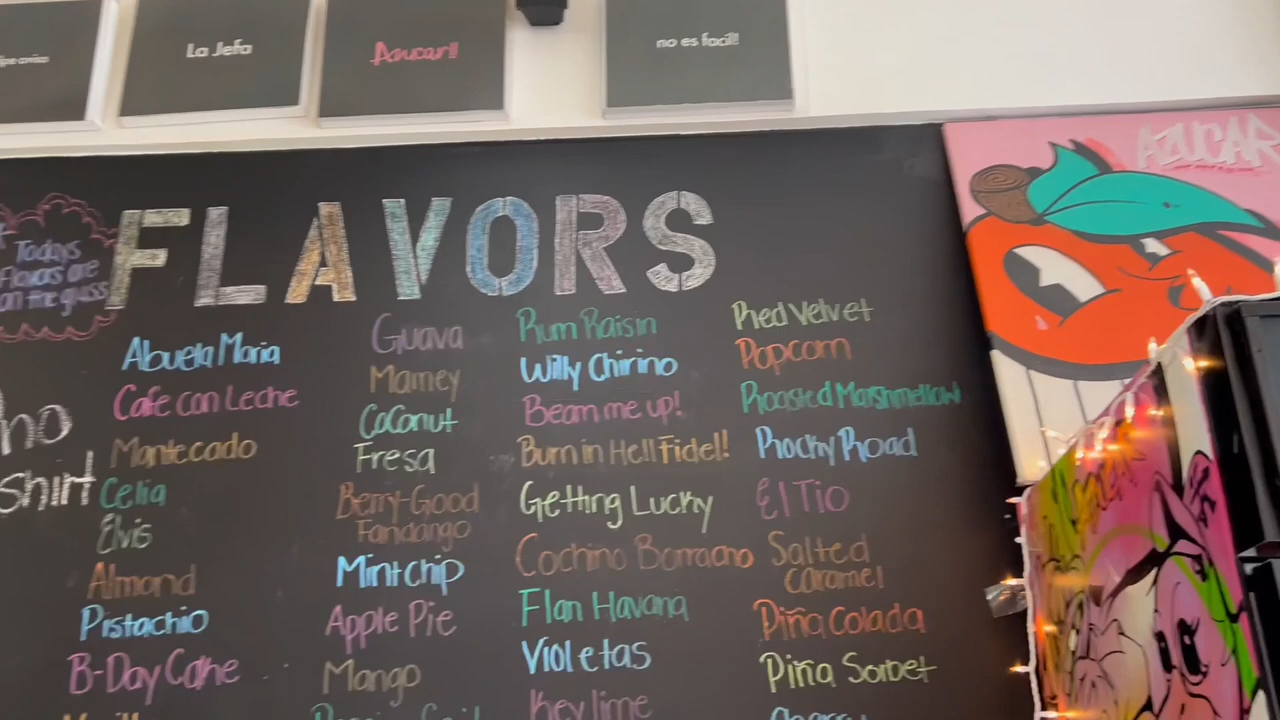 La Jefa
Azucar!!
no es facil!
AZUCAR
FLAVORS
Todays
Flavors are
on the glass
Shirt
Abuela Maria
Cafe con Leche
Mantecado
Celia
Elvis
Almond
Pistachio
B-Day Cake
Guava
Mamey
Coconut
Fresa
Berry-Good
Fandango
Mint chip
Apple Pie
Mango
Rum Raisin
Willy Chirino
Beam me up!
Burn in Hell Fidel!
Getting Lucky
Cochino Borracho
Flan Havana
Violetas
Key lime
Red Velvet
Popcorn
Roasted Marshmellow
Rocky Road
El Tio
Salted
Caramel
Piña Colada
Piña Sorbet